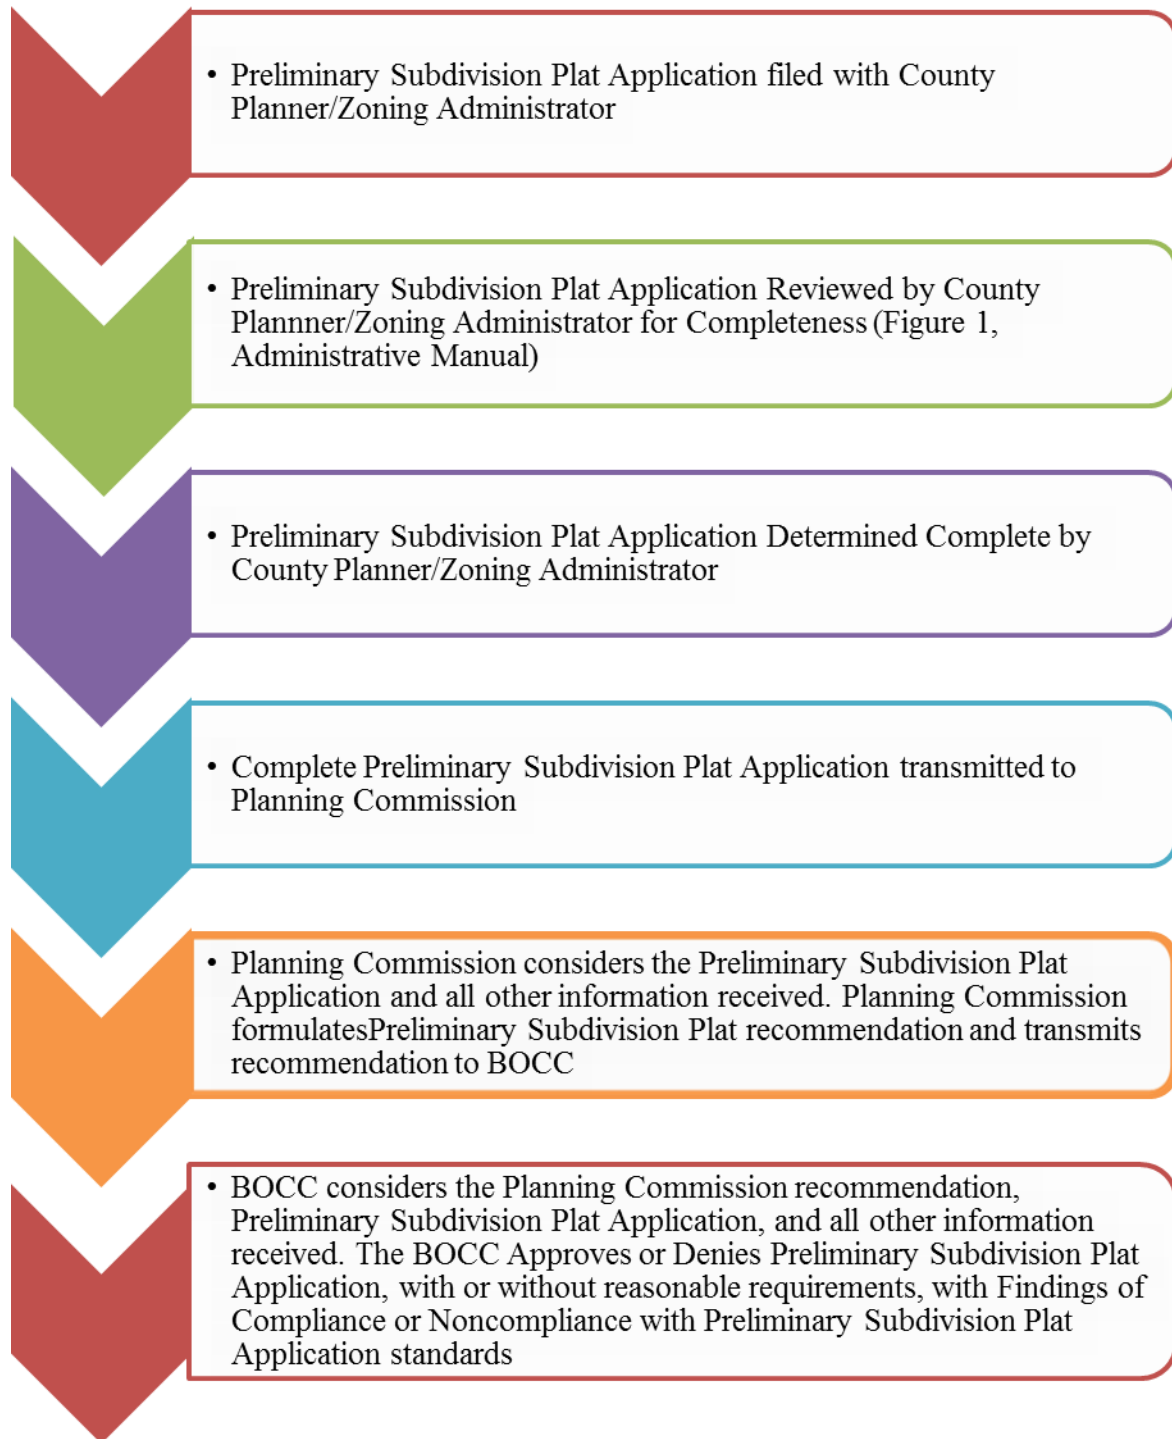 • Preliminary Subdivision Plat Application filed with County
Planner/Zoning Administrator
• Preliminary Subdivision Plat Application Reviewed by County
Plannner/Zoning Administrator for Completeness (Figure 1,
Administrative Manual)
• Preliminary Subdivision Plat Application Determined Complete by
County Planner/Zoning Administrator
• Complete Preliminary Subdivision Plat Application transmitted to
Planning Commission
• Planning Commission considers the Preliminary Subdivision Plat
Application and all other information received. Planning Commission
formulatesPreliminary Subdivision Plat recommendation and transmits
recommendation to BOCC
• BOCC considers the Planning Commission recommendation,
Preliminary Subdivision Plat Application, and all other information
received. The BOCC Approves or Denies Preliminary Subdivision Plat
Application, with or without reasonable requirements, with Findings of
Compliance or Noncompliance with Preliminary Subdivision Plat
Application standards